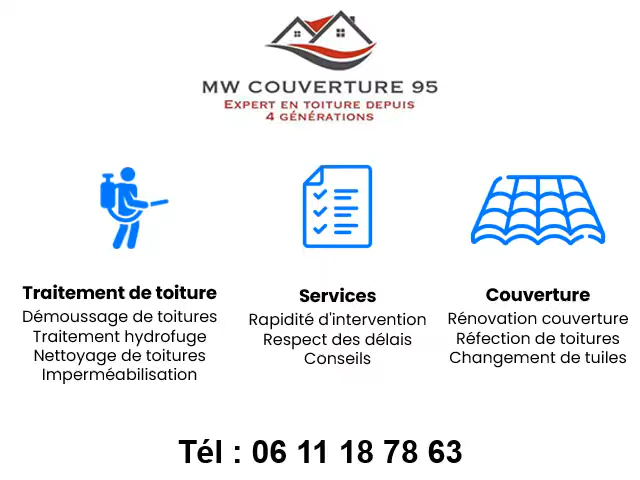 MW COUVERTURE 95
EXPERT EN TOITURE DEPUIS
4 GÉNÉRATIONS
Traitement de toiture
Démoussage de toitures
Traitement hydrofuge
Nettoyage de toitures
Imperméabilisation
Services
Rapidité d'intervention
Respect des délais
Conseils
Couverture
Rénovation couverture
Réfection de toitures
Changement de tuiles
Tél : 06 11 18 78 63